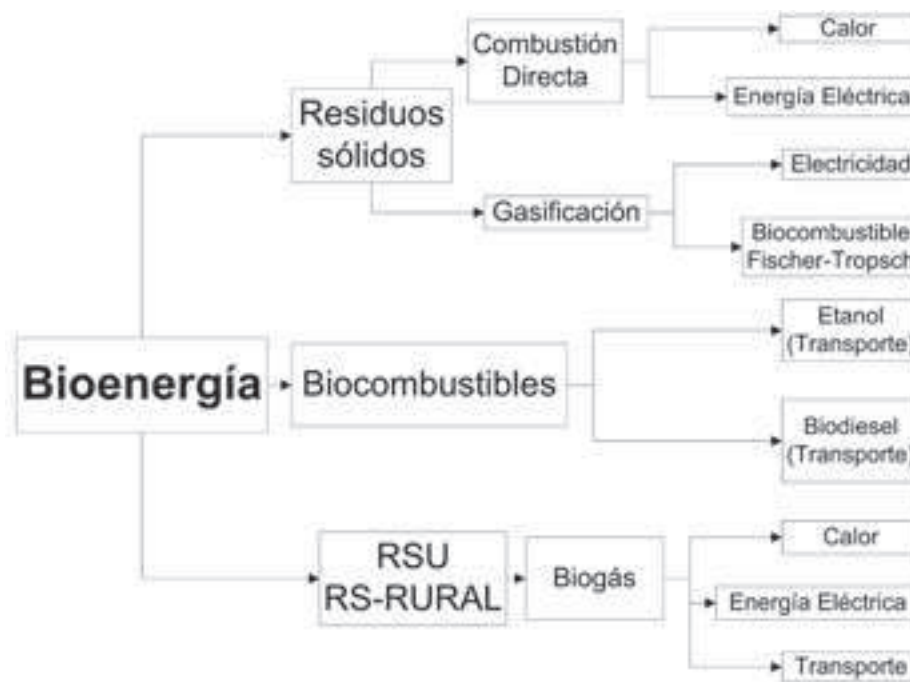 Bioenergía
Residuos
sólidos
Combustión
Directa
Calor
Energía Eléctrica
Gasificación
Electricidad
Biocombustible
Fischer-Tropsch
Biocombustibles
Etanol
(Transporte)
Biodiesel
(Transporte)
RSU
RS-RURAL
Biogás
Calor
Energía Eléctrica
Transporte